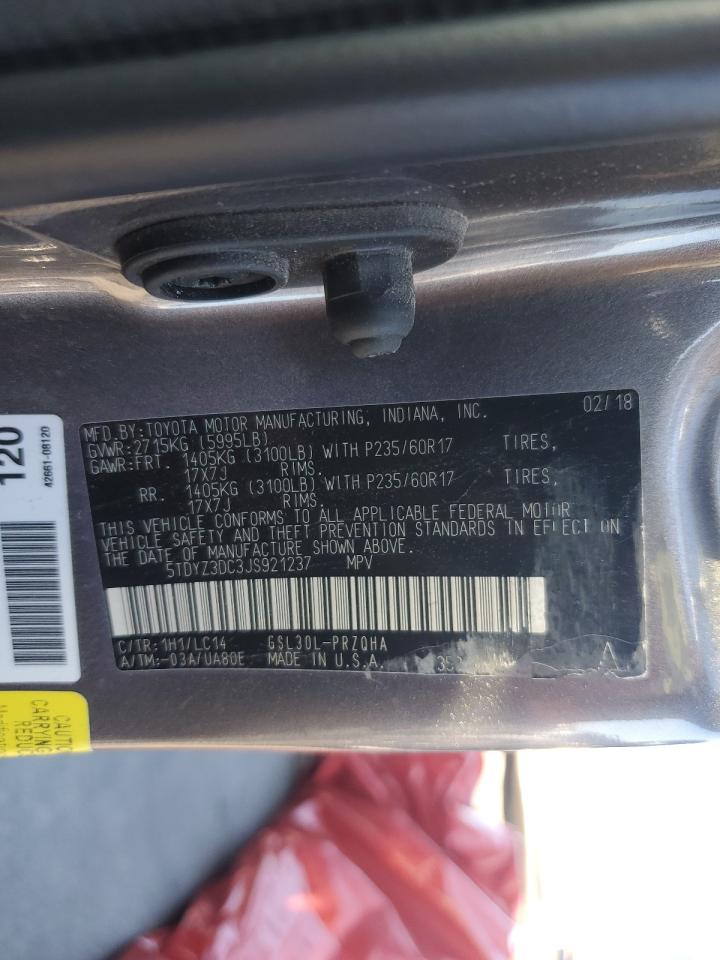 MFD.BY:TOYOTA MOTOR MANUFACTURING, INDIANA, INC. 02/18
GVWR:2715KG (5995LB)
GAWR:FRT. 1405KG (3100LB) WITH P235/60R17 TIRES,
17X7J RIMS.
RR. 1405KG (3100LB) WITH P235/60R17 TIRES,
17X7J RIMS.
THIS VEHICLE CONFORMS TO ALL APPLICABLE FEDERAL MOTOR
VEHICLE SAFETY AND THEFT PREVENTION STANDARDS IN EFFECT ON
THE DATE OF MANUFACTURE SHOWN ABOVE.
5TDYZ3DC3JS921237 MPV
C/TR:1H1/LC14 GSL30L-PRZQHA
A/TM:-03A/UA80E MADE IN U.S.A. A
120
42661-08120
CARRYING